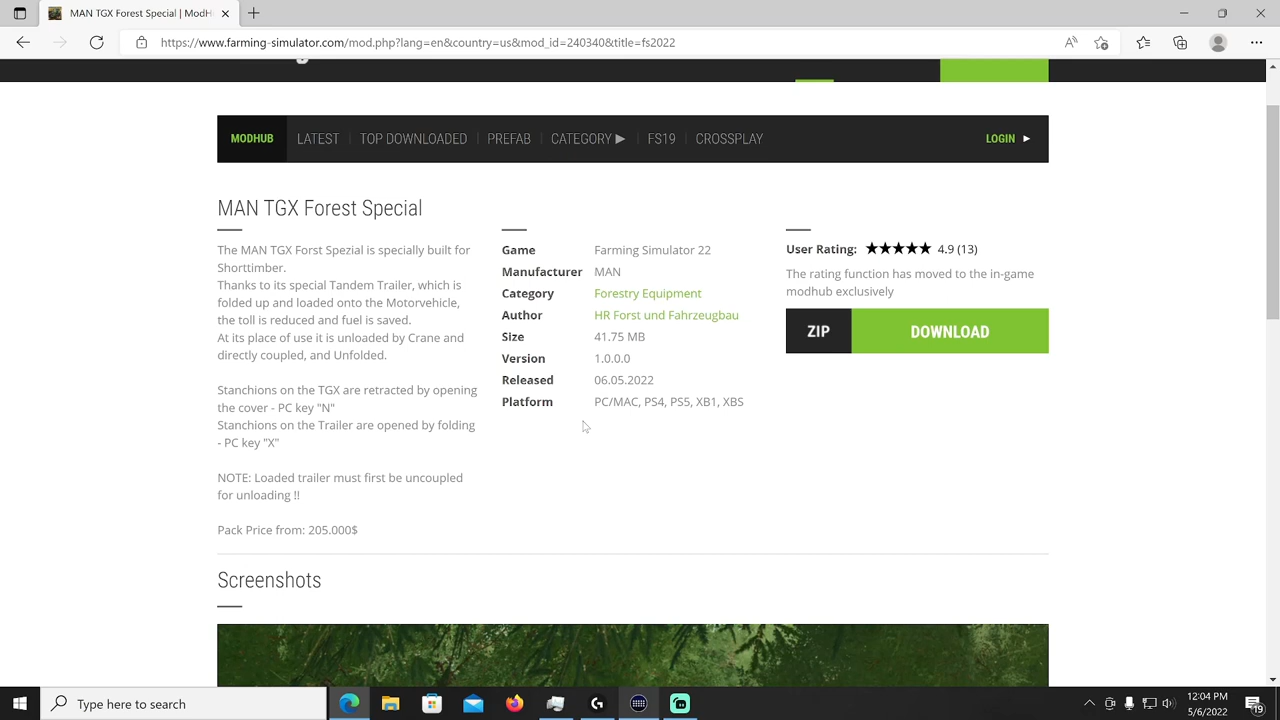 MAN TGX Forest Special | ModH
https://www.farming-simulator.com/mod.php?lang=en&country=us&mod_id=240340&title=fs2022
MODHUB LATEST TOP DOWNLOADED PREFAB CATEGORY ▶ FS19 CROSSPLAY LOGIN ►
MAN TGX Forest Special
The MAN TGX Forst Spezial is specially built for
Shorttimber.
Thanks to its special Tandem Trailer, which is
folded up and loaded onto the Motorvehicle,
the toll is reduced and fuel is saved.
At its place of use it is unloaded by Crane and
directly coupled, and Unfolded.
Stanchions on the TGX are retracted by opening
the cover - PC key "N"
Stanchions on the Trailer are opened by folding
- PC key "X"
NOTE: Loaded trailer must first be uncoupled
for unloading !!
Pack Price from: 205.000$
Game Farming Simulator 22
Manufacturer MAN
Category Forestry Equipment
Author HR Forst und Fahrzeugbau
Size 41.75 MB
Version 1.0.0.0
Released 06.05.2022
Platform PC/MAC, PS4, PS5, XB1, XBS
User Rating: ★★★★★ 4.9 (13)
The rating function has moved to the in-game
modhub exclusively
ZIP DOWNLOAD
Screenshots
Type here to search
12:04 PM
5/6/2022
19